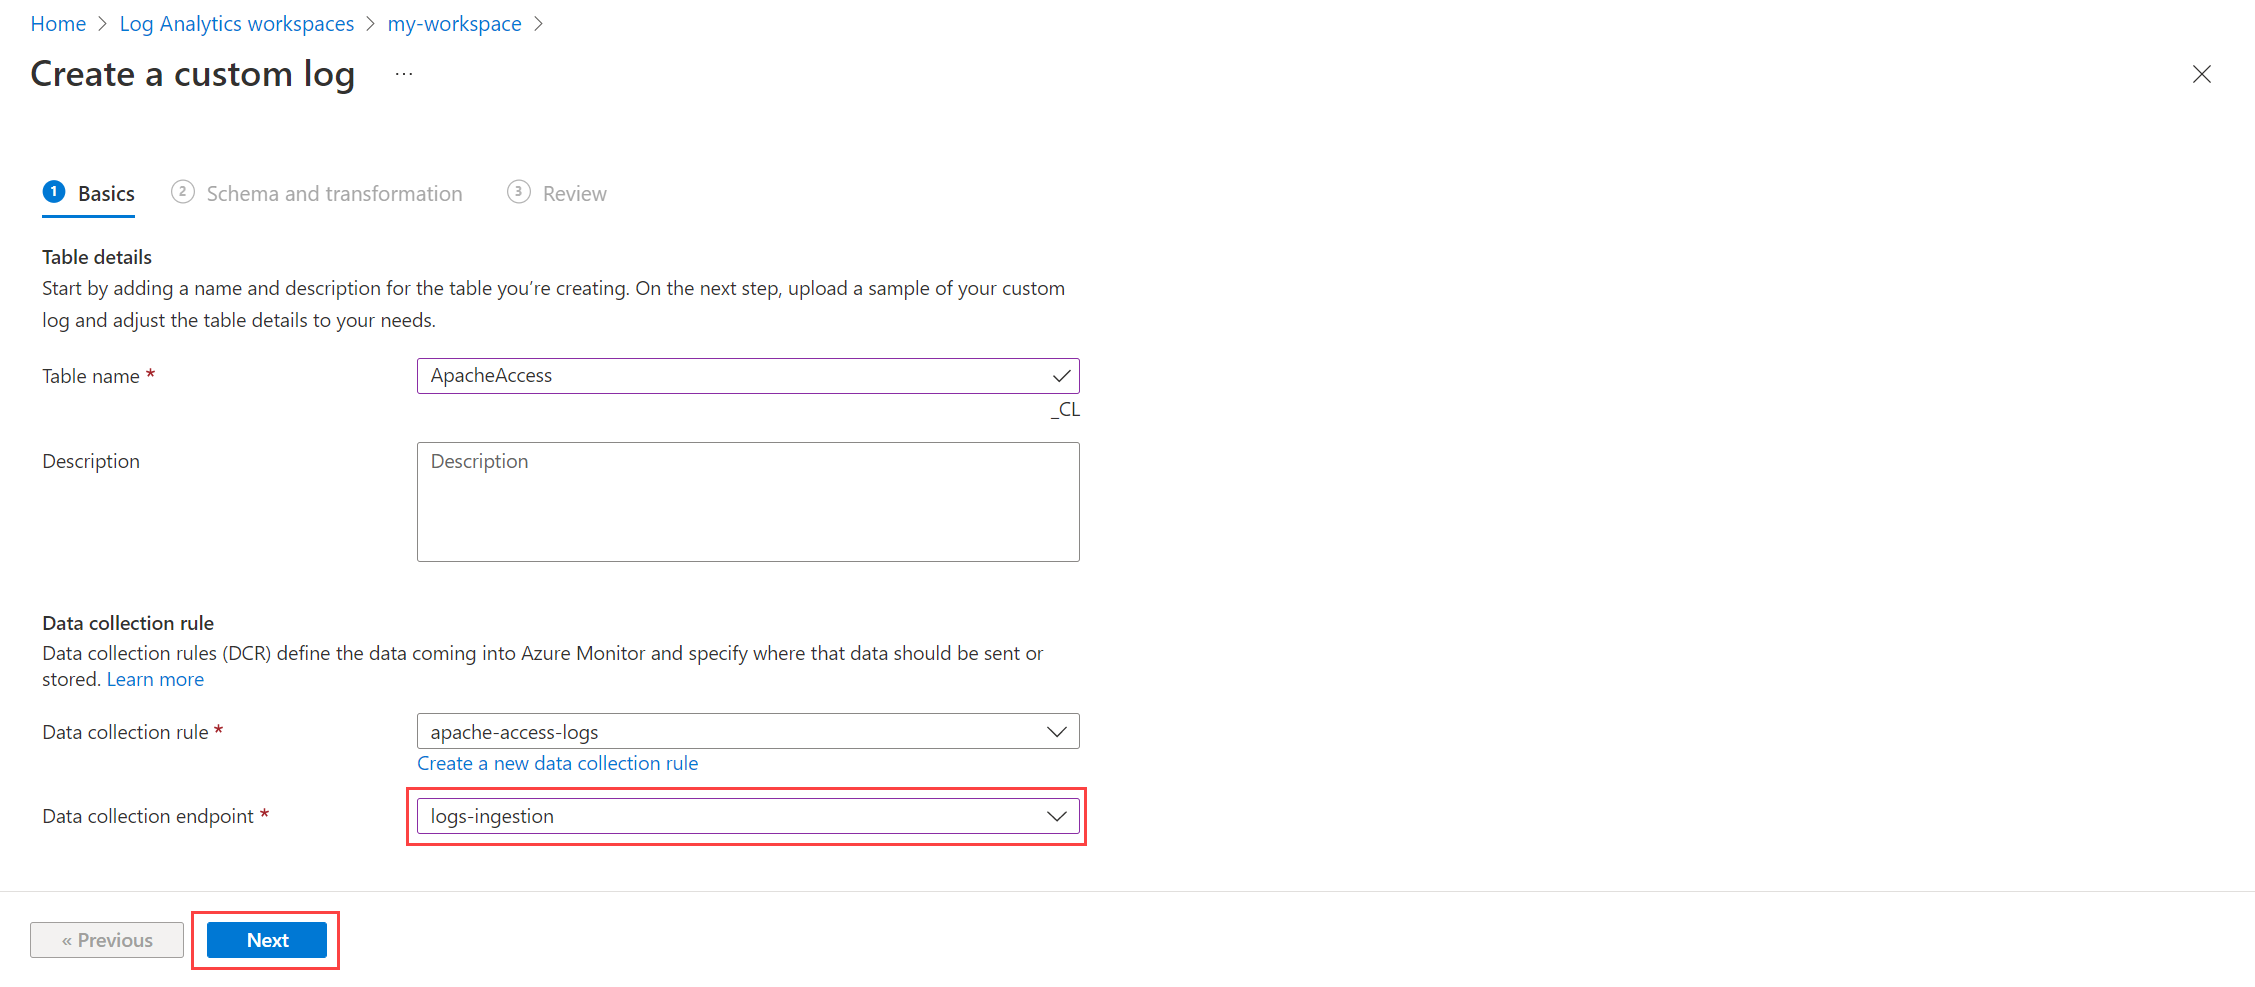 Home > Log Analytics workspaces > my-workspace >
Create a custom log ...
1 Basics 2 Schema and transformation 3 Review
Table details
Start by adding a name and description for the table you’re creating. On the next step, upload a sample of your custom
log and adjust the table details to your needs.
Table name * ApacheAccess
_CL
Description Description
Data collection rule
Data collection rules (DCR) define the data coming into Azure Monitor and specify where that data should be sent or
stored. Learn more
Data collection rule * apache-access-logs
Create a new data collection rule
Data collection endpoint * logs-ingestion
« Previous Next